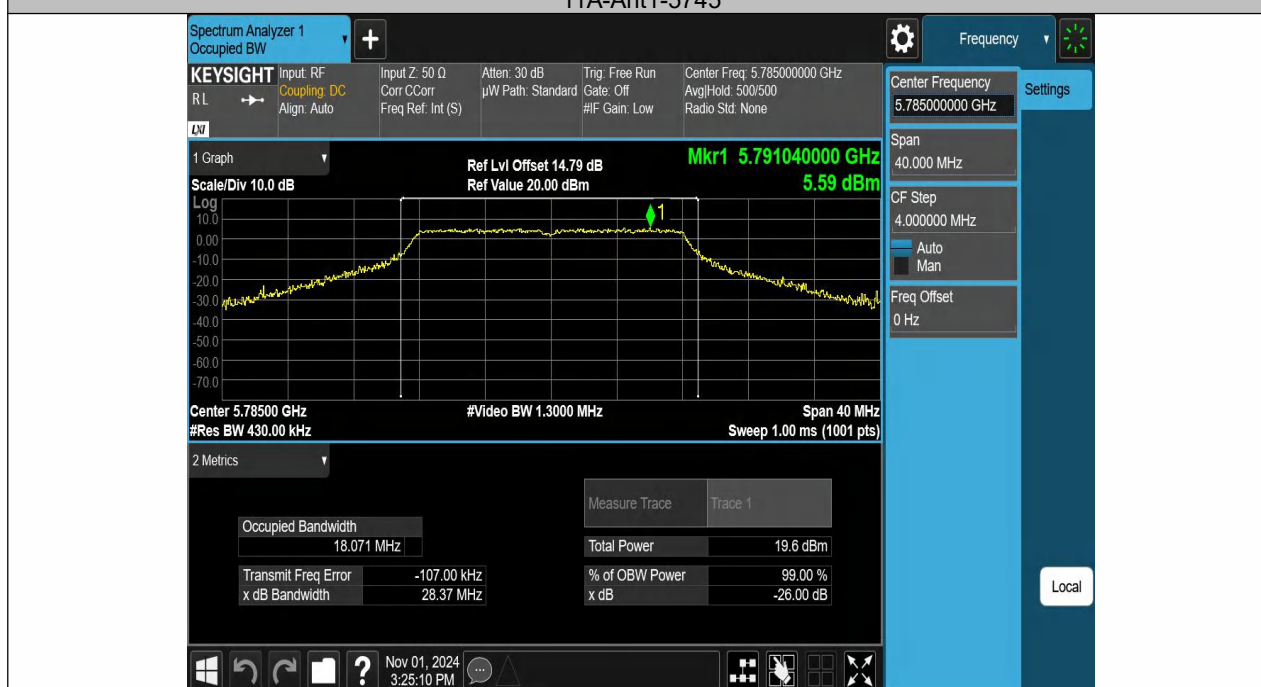 11A-Ant1-5745
Spectrum Analyzer 1
Occupied BW
+
Frequency
KEYSIGHT
RL
LXI
Input: RF
Coupling: DC
Align: Auto
Input Z: 50 Ω
Corr CCorr
Freq Ref: Int (S)
Atten: 30 dB
µW Path: Standard
Trig: Free Run
Gate: Off
#IF Gain: Low
Center Freq: 5.785000000 GHz
Avg|Hold: 500/500
Radio Std: None
Center Frequency
5.785000000 GHz
Settings
Span
40.000 MHz
CF Step
4.000000 MHz
Auto
Man
Freq Offset
0 Hz
Local
1 Graph
Scale/Div 10.0 dB
Ref Lvl Offset 14.79 dB
Ref Value 20.00 dBm
Mkr1 5.791040000 GHz
5.59 dBm
Log
10.0
0.00
-10.0
-20.0
-30.0
-40.0
-50.0
-60.0
-70.0
1
Center 5.78500 GHz
#Res BW 430.00 kHz
#Video BW 1.3000 MHz
Span 40 MHz
Sweep 1.00 ms (1001 pts)
2 Metrics
Measure Trace Trace 1
Occupied Bandwidth
18.071 MHz
Total Power 19.6 dBm
Transmit Freq Error -107.00 kHz
% of OBW Power 99.00 %
x dB Bandwidth 28.37 MHz
x dB -26.00 dB
?
Nov 01, 2024
3:25:10 PM